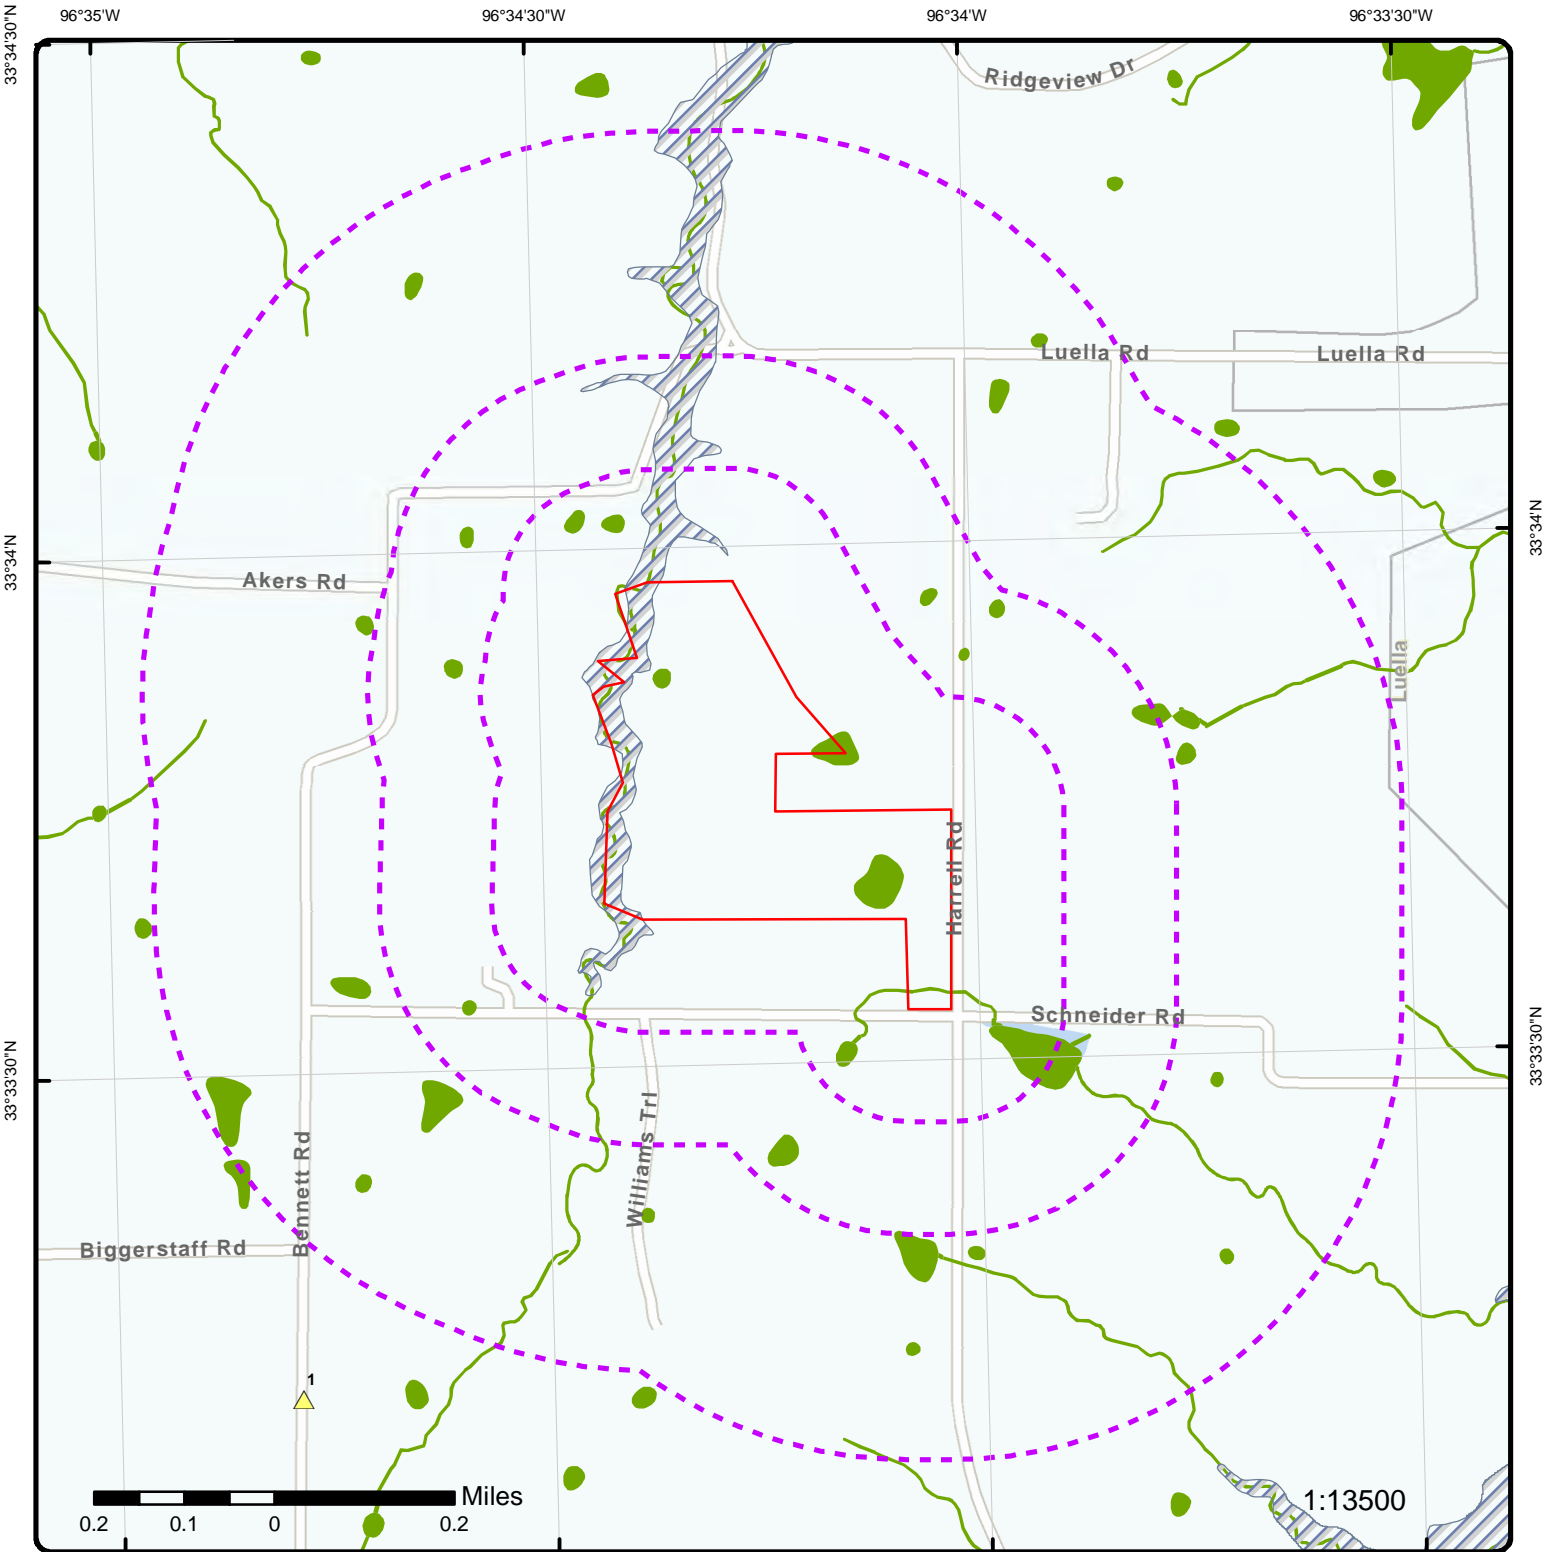 96°35'W
96°34'30"W
96°34'W
96°33'30"W
33°34'30"N
Ridgeview Dr
Luella Rd
Luella Rd
33°34'N
33°34'N
Akers Rd
Luella
Harrell Rd
Schneider Rd
33°33'30"N
33°33'30"N
Williams Trl
Bennett Rd
Biggerstaff Rd
1
Miles
0.2
0.1
0
0.2
1:13500